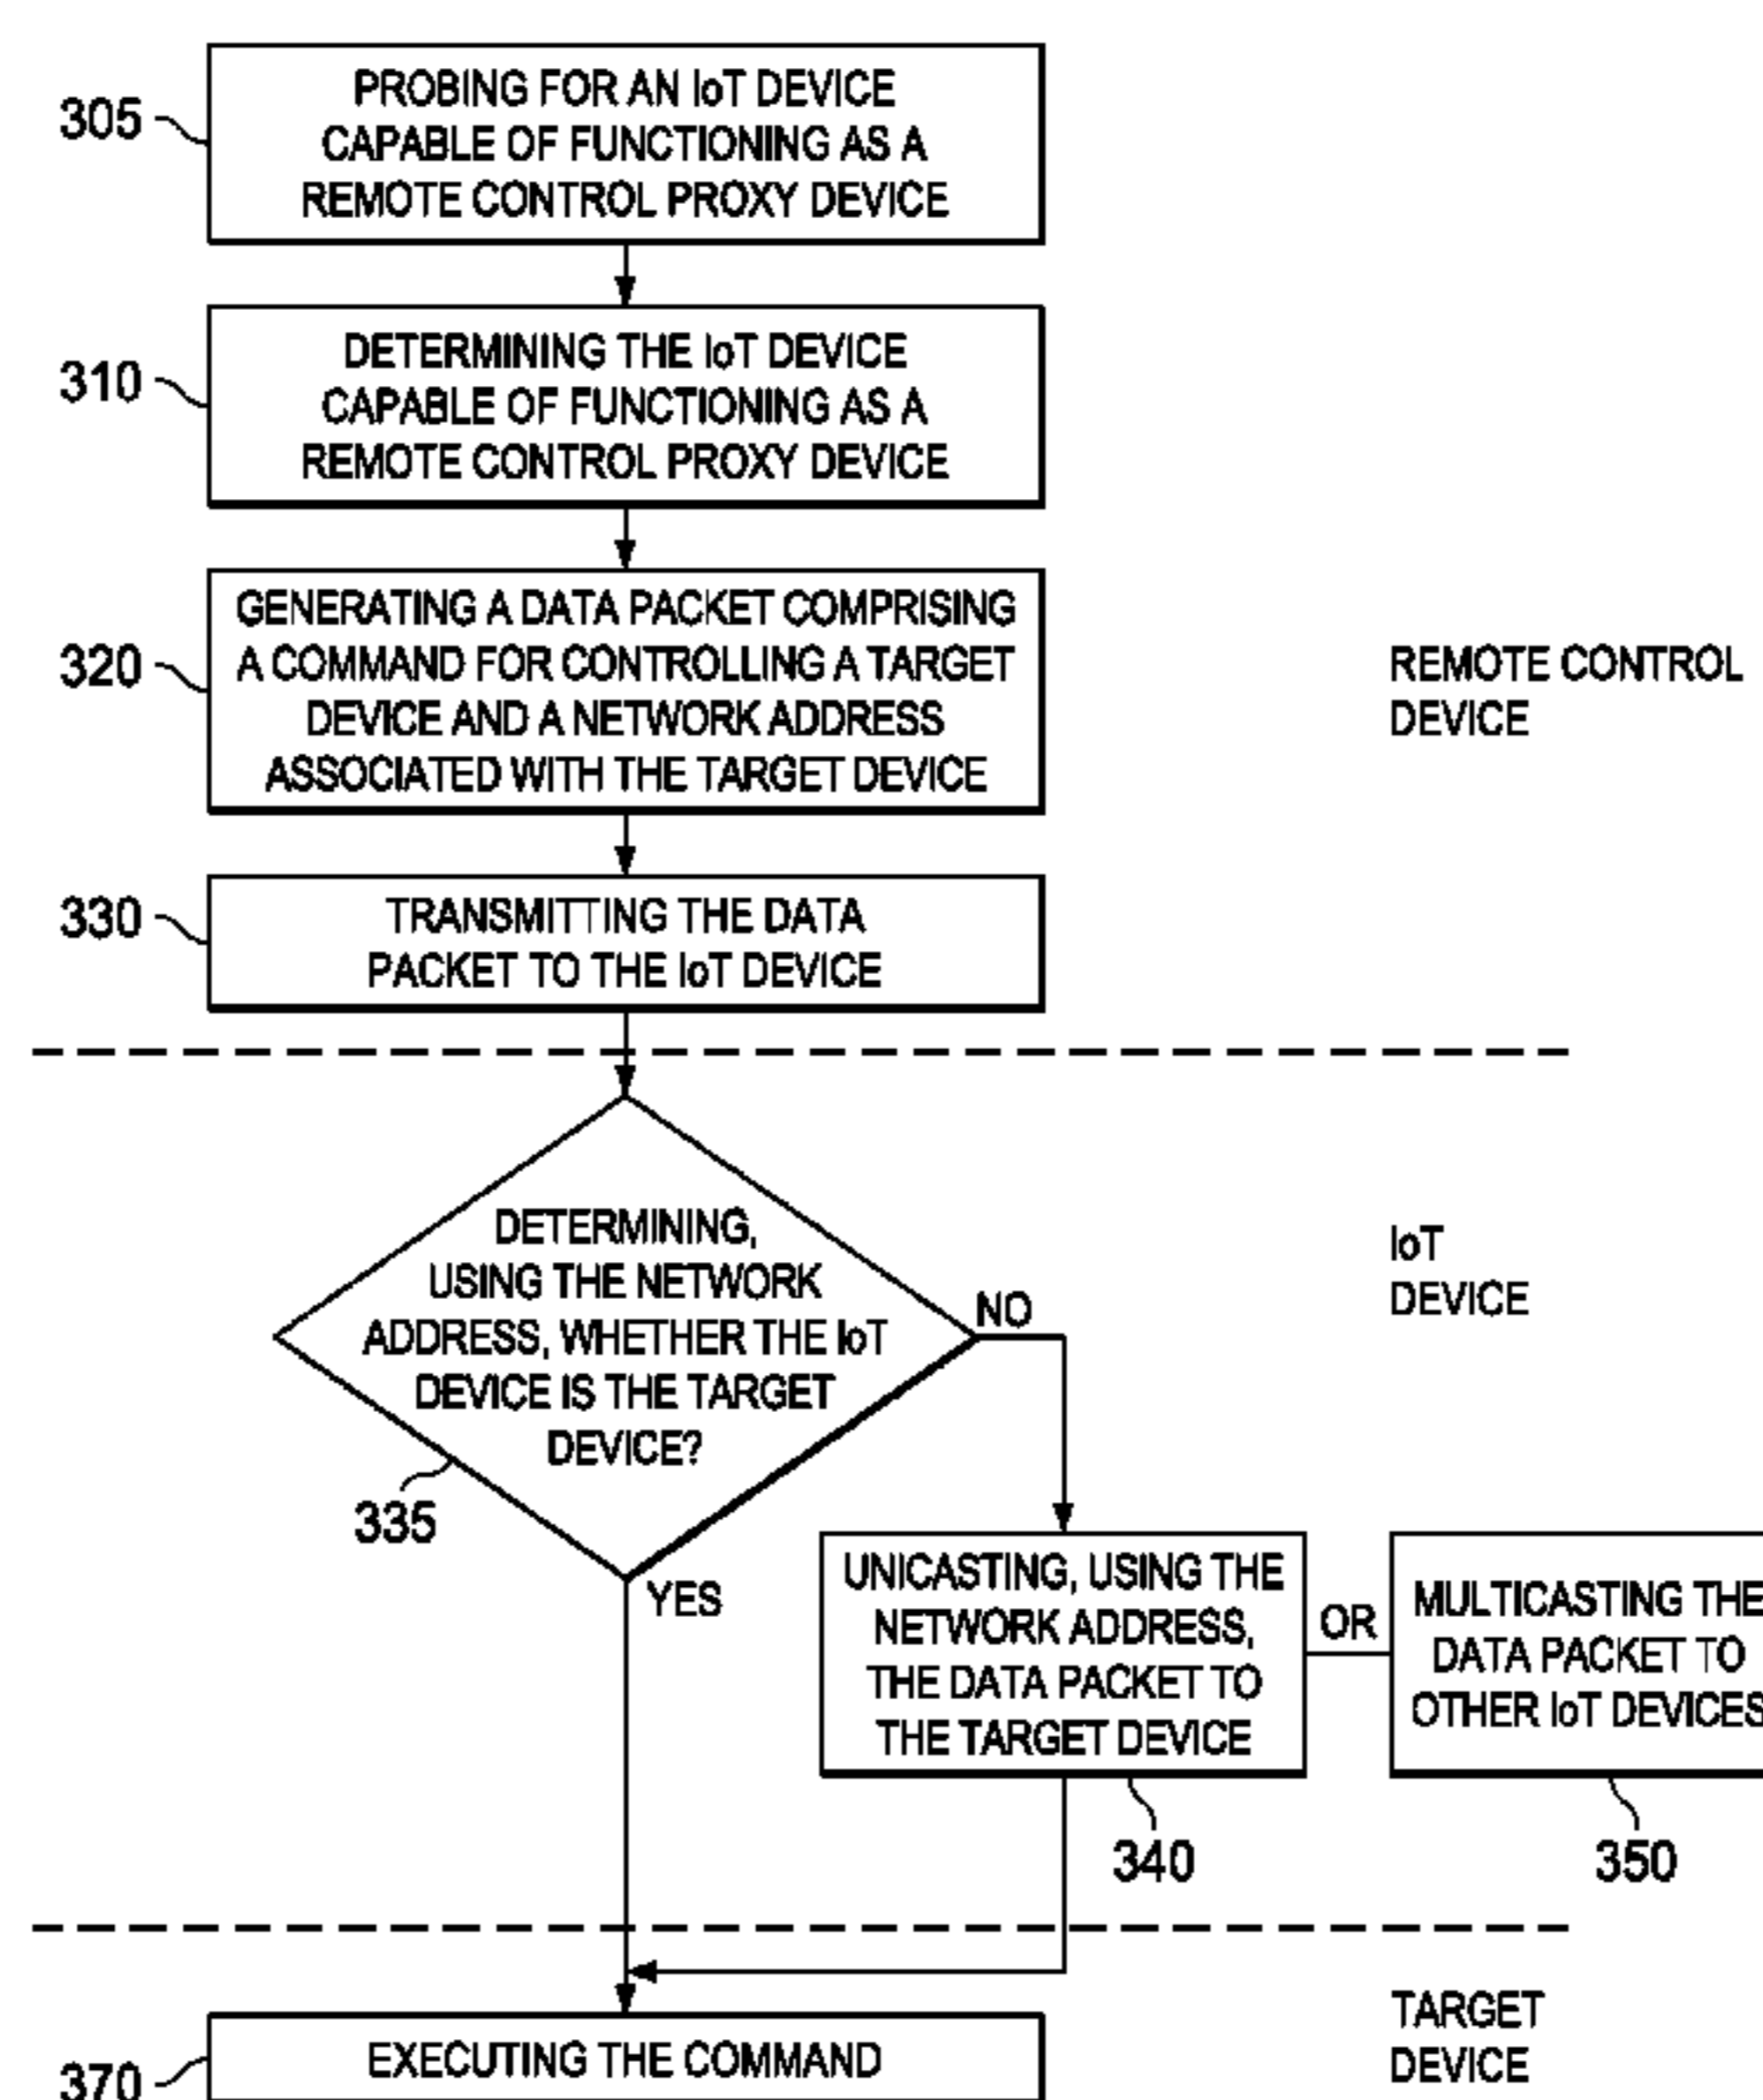 305
PROBING FOR AN IoT DEVICE
CAPABLE OF FUNCTIONING AS A
REMOTE CONTROL PROXY DEVICE
310
DETERMINING THE IoT DEVICE
CAPABLE OF FUNCTIONING AS A
REMOTE CONTROL PROXY DEVICE
320
GENERATING A DATA PACKET COMPRISING
A COMMAND FOR CONTROLLING A TARGET
DEVICE AND A NETWORK ADDRESS
ASSOCIATED WITH THE TARGET DEVICE
REMOTE CONTROL
DEVICE
330
TRANSMITTING THE DATA
PACKET TO THE IoT DEVICE
DETERMINING,
USING THE NETWORK
ADDRESS, WHETHER THE IoT
DEVICE IS THE TARGET
DEVICE?
335
NO
YES
IoT
DEVICE
UNICASTING, USING THE
NETWORK ADDRESS,
THE DATA PACKET TO
THE TARGET DEVICE
340
OR
MULTICASTING THE
DATA PACKET TO
OTHER IoT DEVICES
350
370
EXECUTING THE COMMAND
TARGET
DEVICE